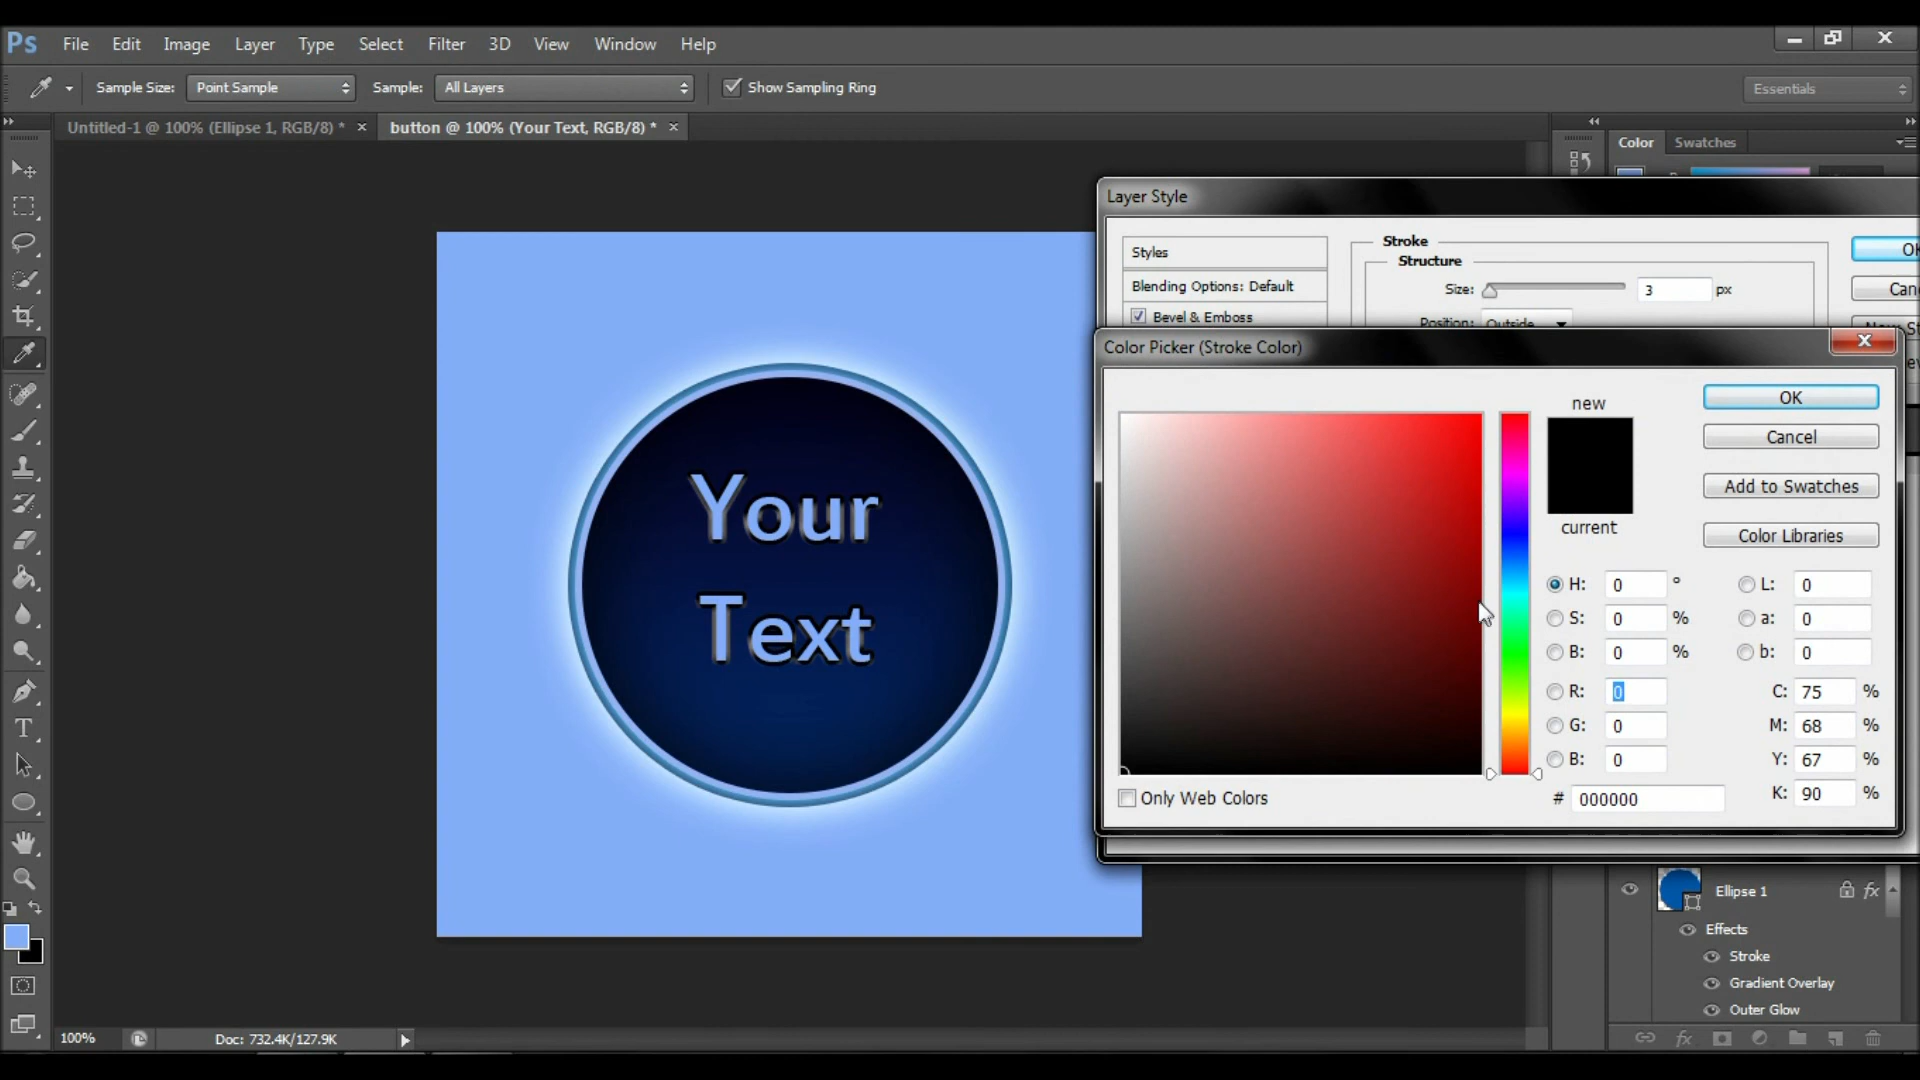 Ps File Edit Image Layer Type Select Filter 3D View Window Help
Sample Size: Point Sample Sample: All Layers Show Sampling Ring Essentials
Untitled-1 @ 100% (Ellipse 1, RGB/8) * × button @ 100% (Your Text, RGB/8) * ×
Color Swatches
Layer Style
Styles
Blending Options: Default
Bevel & Emboss
Stroke
Structure
Size: 3 px
Position: Outside
OK
Color Picker (Stroke Color)
new
current
OK
Cancel
Add to Swatches
Color Libraries
H: 0 °
S: 0 %
B: 0 %
R: 0
G: 0
B: 0
L: 0
a: 0
b: 0
C: 75 %
M: 68 %
Y: 67 %
K: 90 %
# 000000
Only Web Colors
Your
Text
Ellipse 1 fx
Effects
Stroke
Gradient Overlay
Outer Glow
100% Doc: 732.4K/127.9K